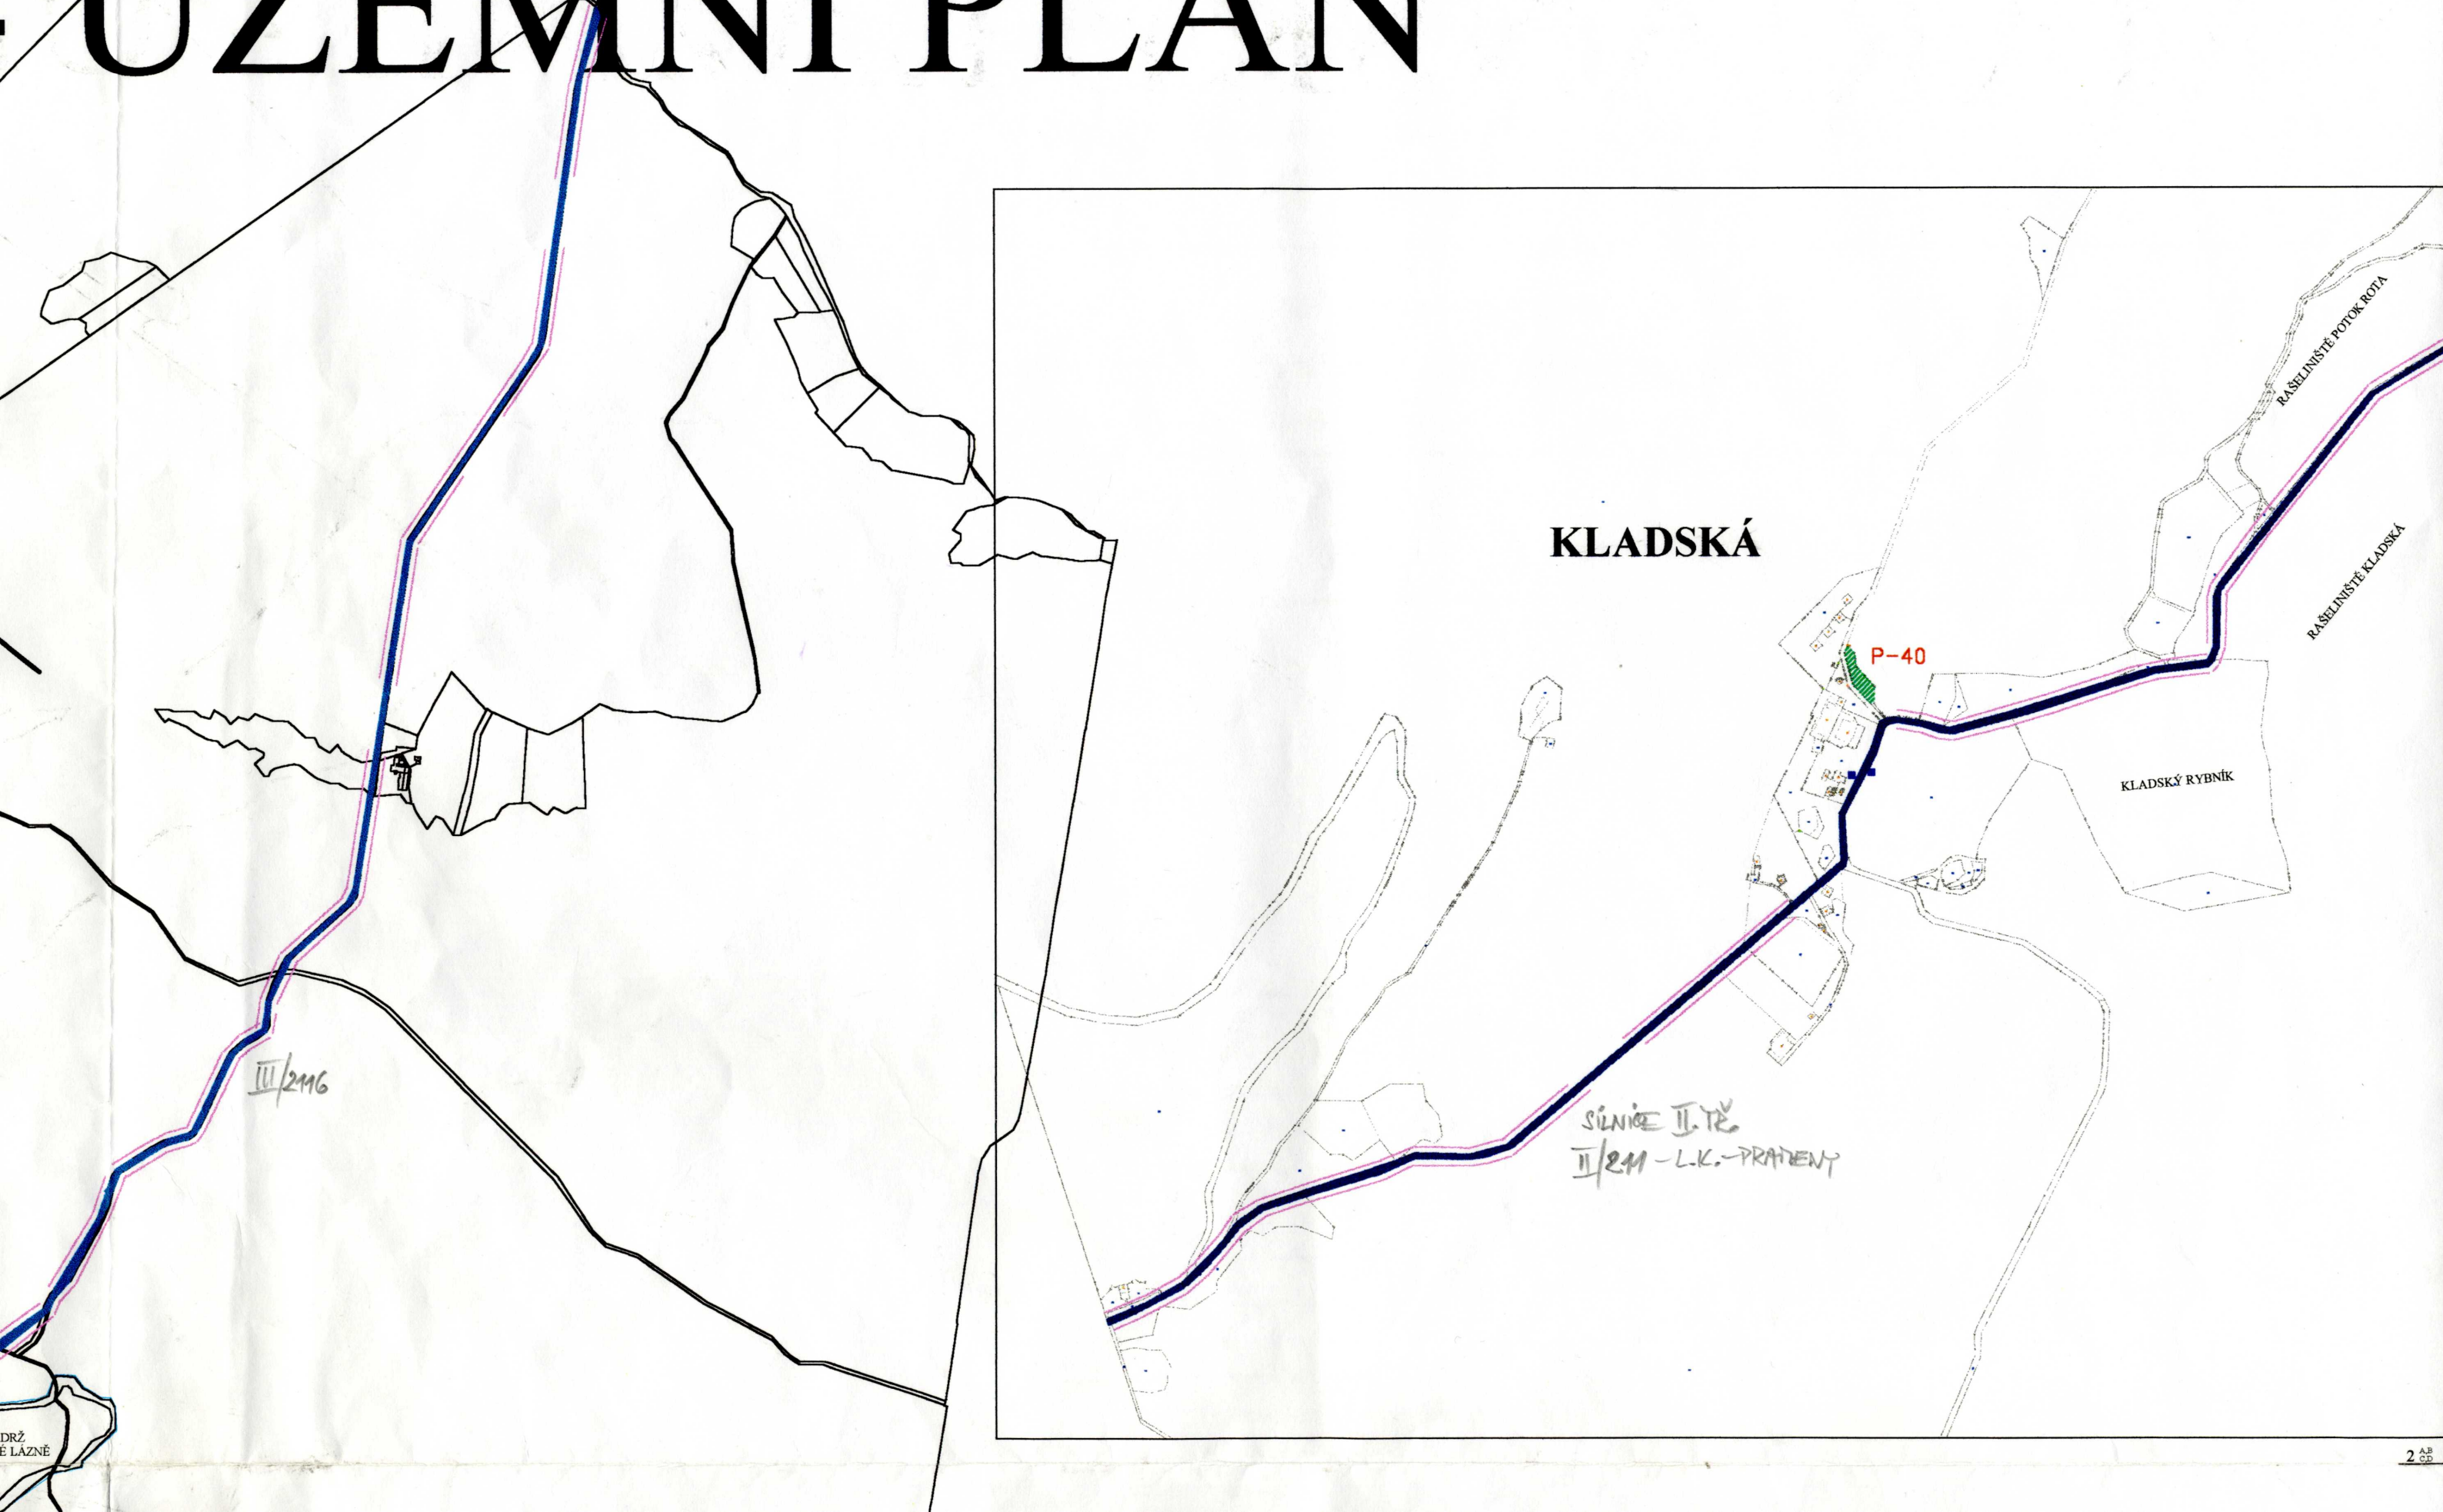 ÚZEMNÍ PLÁN
RAŠELINIŠTĚ POTOK ROTA
KLADSKÁ
RAŠELINIŠTĚ KLADSKÁ
P-40
KLADSKÝ RYBNÍK
III/2116
SILNICE II. TŘ.
II/211 - L.K. - PRAMENY
DRŽ
É LÁZNĚ
2 A,B
C,D